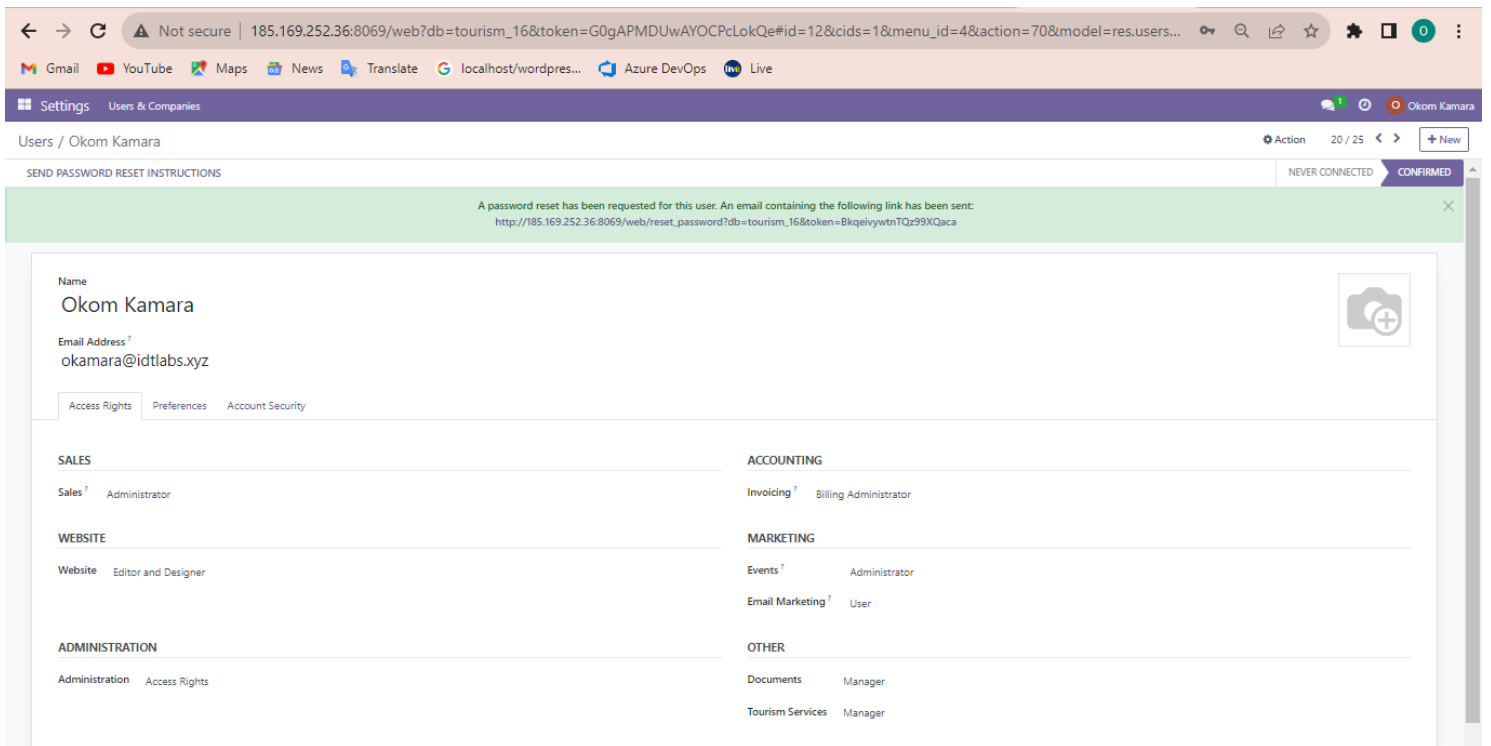 Not secure | 185.169.252.36:8069/web?db=tourism_16&token=G0gAPMDUwAYOCPcLokQe#id=12&cids=1&menu_id=4&action=70&model=res.users...
O
Gmail YouTube Maps News Translate localhost/wordpres... Azure DevOps Live
Settings Users & Companies 1 O Okom Kamara
Users / Okom Kamara Action 20 / 25 New
SEND PASSWORD RESET INSTRUCTIONS NEVER CONNECTED CONFIRMED
A password reset has been requested for this user. An email containing the following link has been sent:
http://185.169.252.36:8069/web/reset_password?db=tourism_16&token=BkqeivywtnTQz99XQaca
Name
Okom Kamara
Email Address ?
okamara@idtlabs.xyz
Access Rights Preferences Account Security
SALES ACCOUNTING
Sales ? Administrator Invoicing ? Billing Administrator
WEBSITE MARKETING
Website Editor and Designer Events ? Administrator
Email Marketing ? User
ADMINISTRATION OTHER
Administration Access Rights Documents Manager
Tourism Services Manager